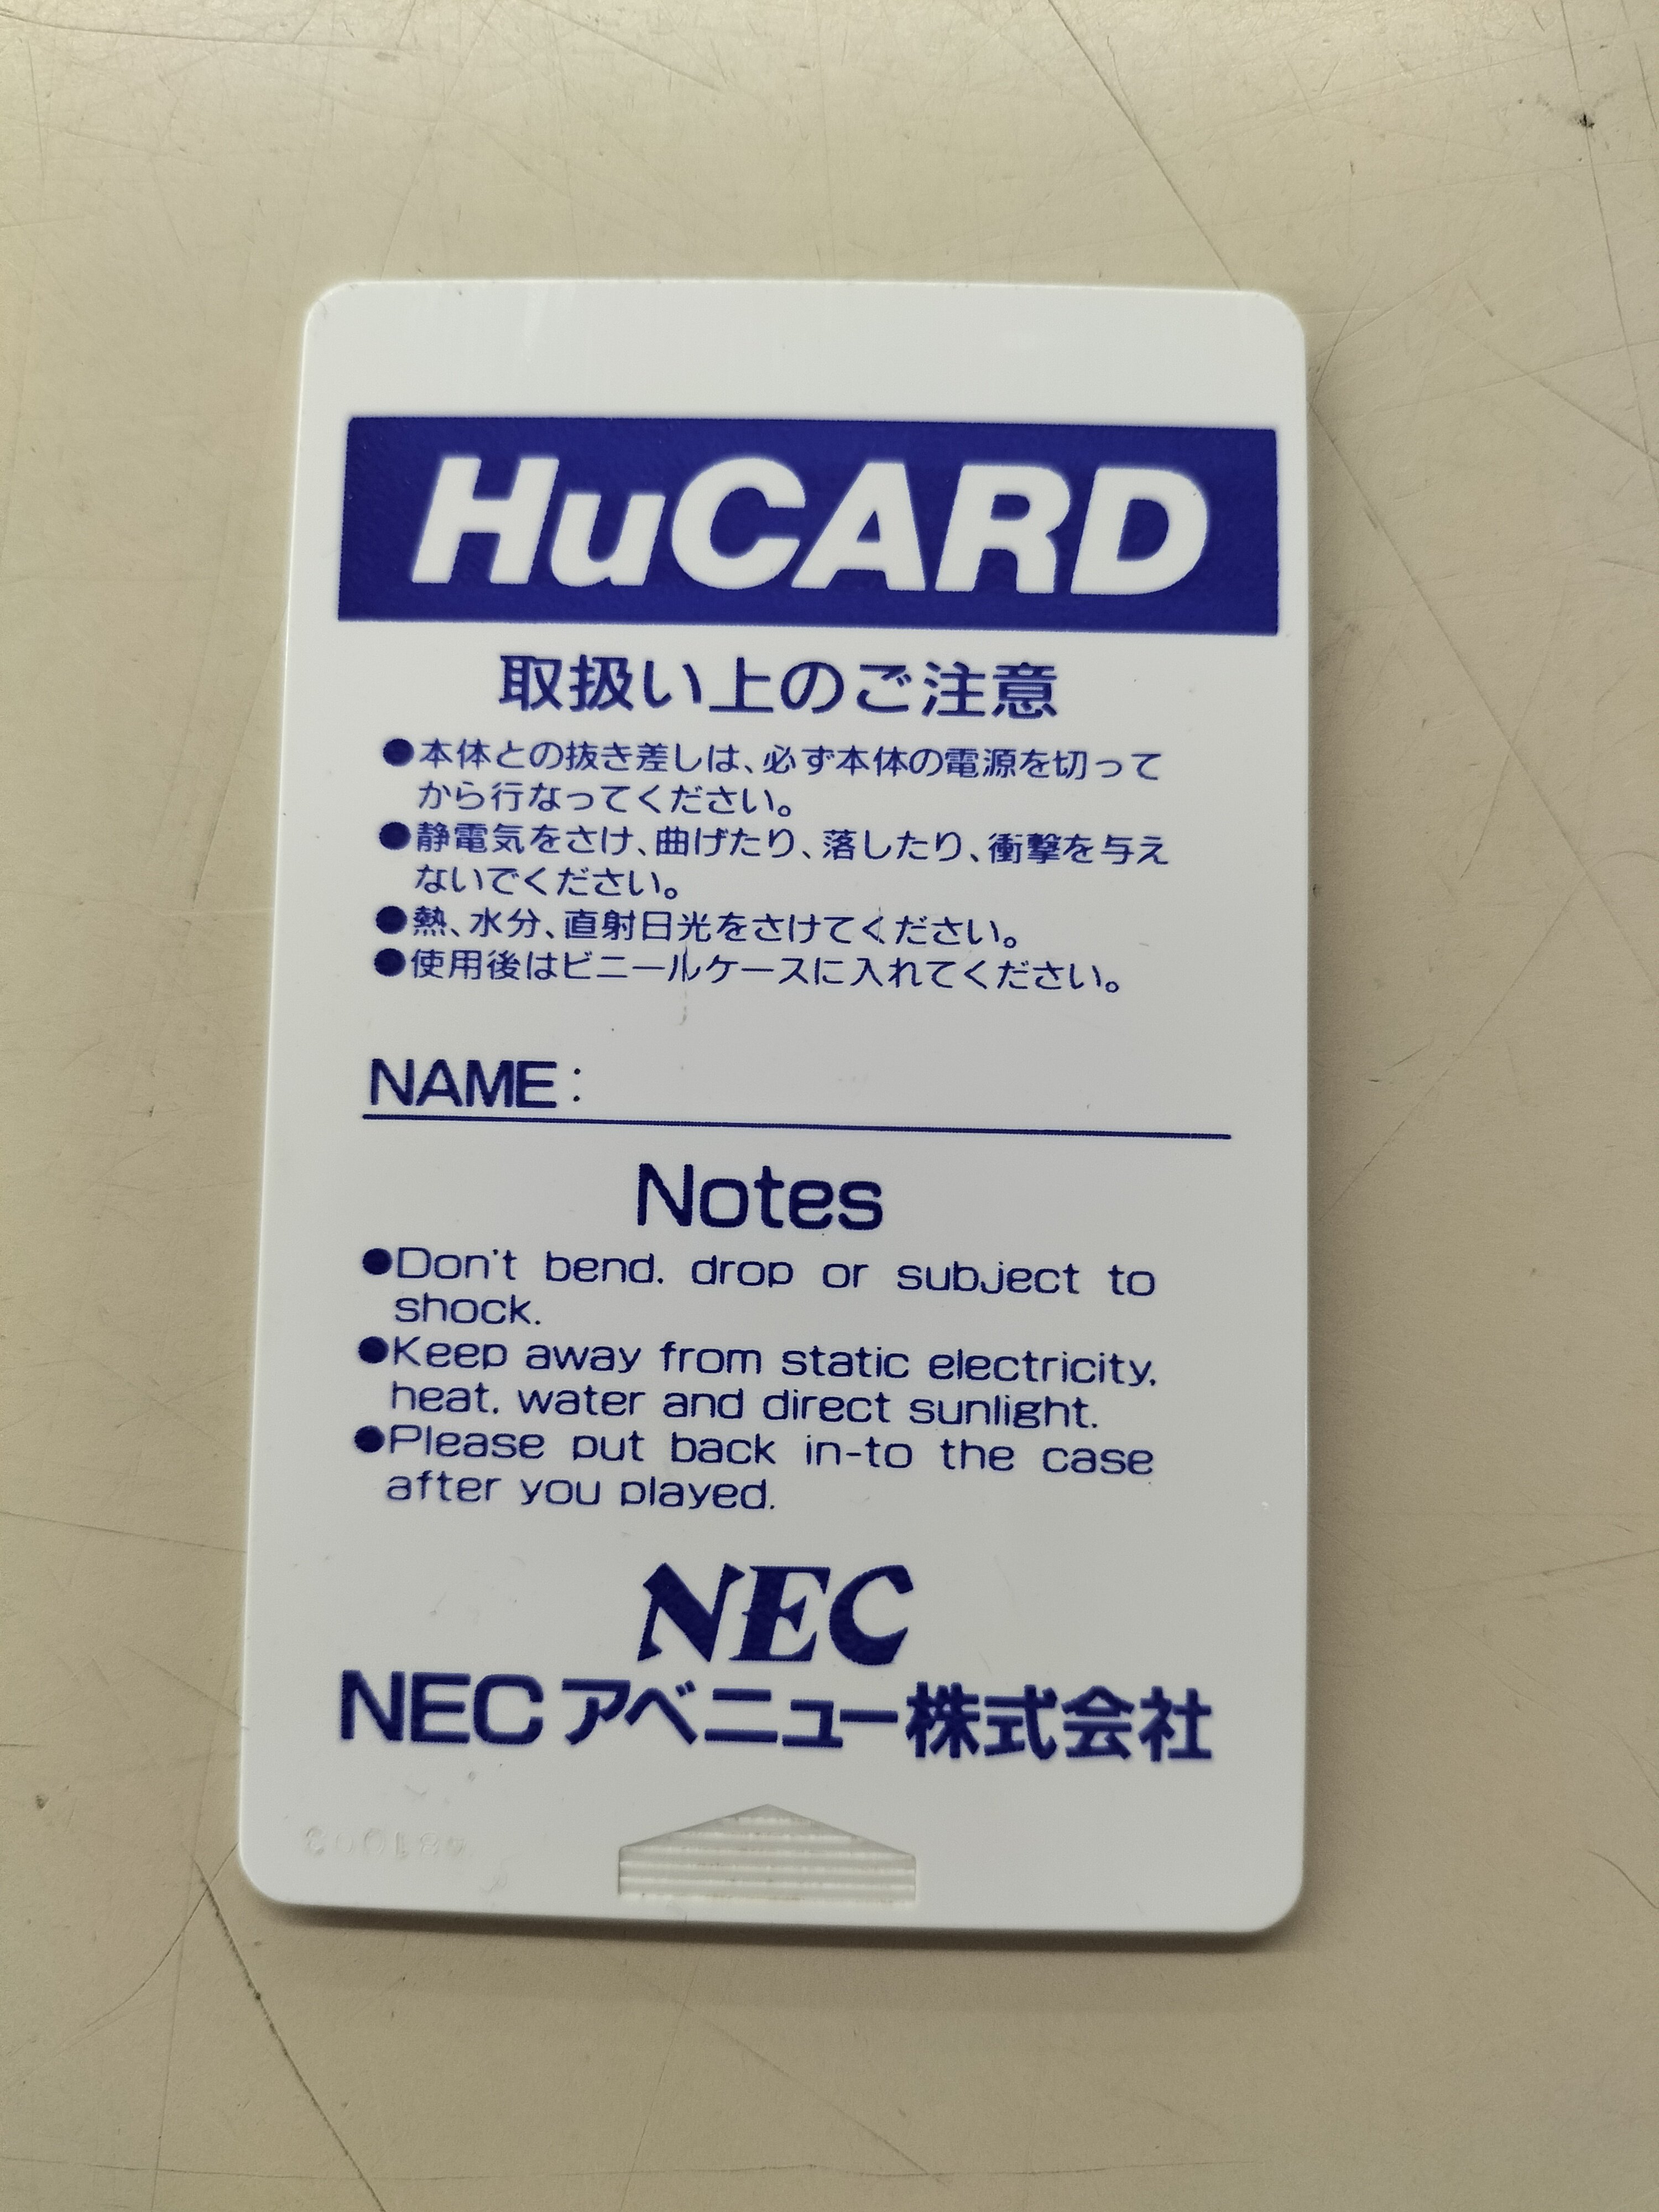 HuCARD
取扱い上のご注意
●本体との抜き差しは、必ず本体の電源を切って
から行なってください。
●静電気をさけ、曲げたり、落したり、衝撃を与え
ないでください。
●熱、水分、直射日光をさけてください。
●使用後はビニールケースに入れてください。
NAME:
Notes
●Don't bend. drop or subject to
shock.
●Keep away from static electricity.
heat. water and direct sunlight.
●Please put back in-to the case
after you played.
NEC
NECアベニュー株式会社